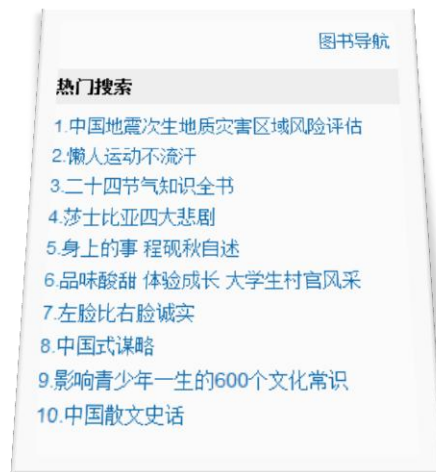 图书导航
热门搜索
1.中国地震次生地质灾害区域风险评估
2.懒人运动不流汗
3.二十四节气知识全书
4.莎士比亚四大悲剧
5.身上的事 程砚秋自述
6.品味酸甜 体验成长 大学生村官风采
7.左脸比右脸诚实
8.中国式谋略
9.影响青少年一生的600个文化常识
10.中国散文史话